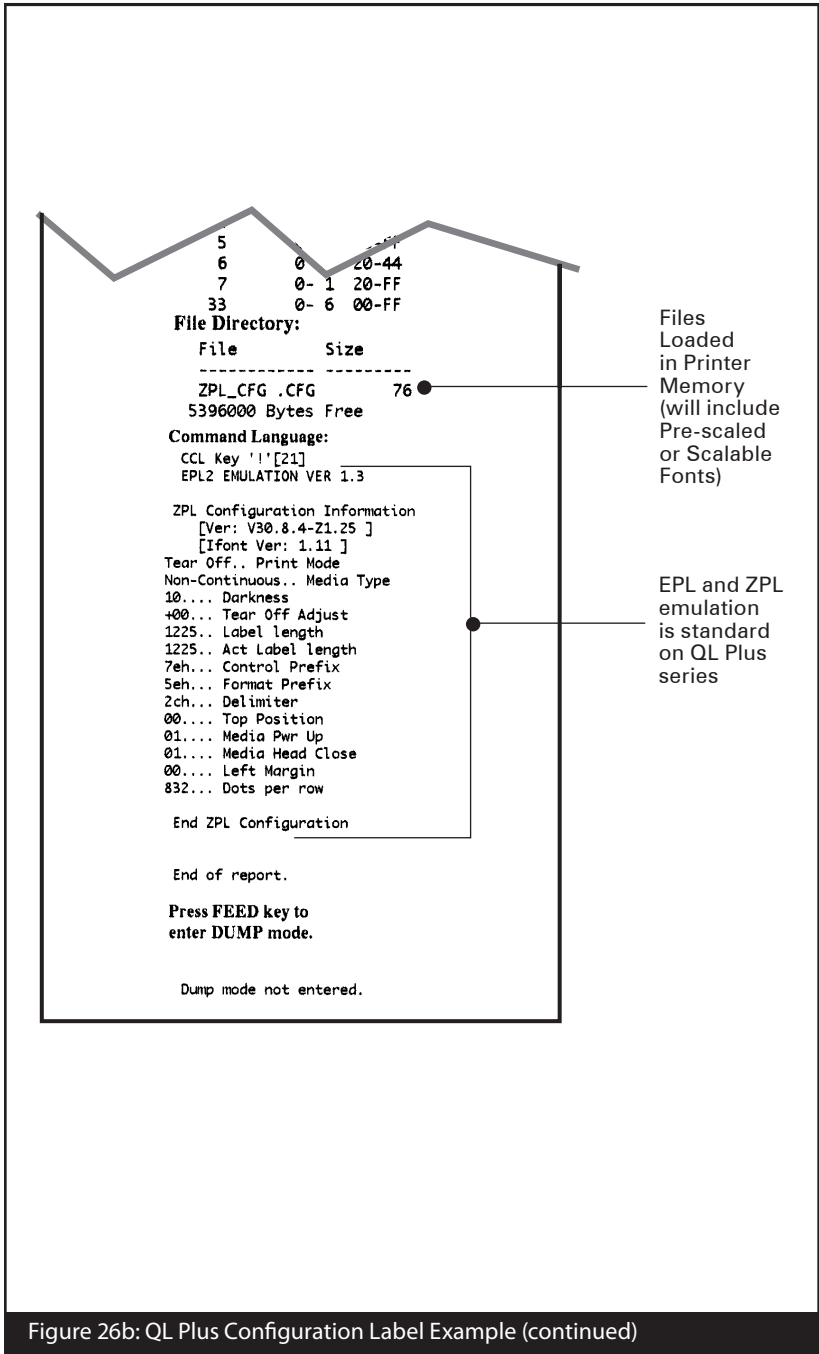 5
6 0 20-44
7 0- 1 20-FF
33 0- 6 00-FF
File Directory:
File Size
------------ ---------
ZPL_CFG .CFG 76
5396000 Bytes Free
Command Language:
CCL Key '!'[21]
EPL2 EMULATION VER 1.3
ZPL Configuration Information
[Ver: V30.8.4-Z1.25 ]
[Ifont Ver: 1.11 ]
Tear Off.. Print Mode
Non-Continuous.. Media Type
10.... Darkness
+00... Tear Off Adjust
1225.. Label length
1225.. Act Label length
7eh... Control Prefix
5eh... Format Prefix
2ch... Delimiter
00.... Top Position
01.... Media Pwr Up
01.... Media Head Close
00.... Left Margin
832... Dots per row
End ZPL Configuration
End of report.
Press FEED key to
enter DUMP mode.
Dump mode not entered.
Files
Loaded
in Printer
Memory
(will include
Pre-scaled
or Scalable
Fonts)
EPL and ZPL
emulation
is standard
on QL Plus
series
Figure 26b: QL Plus Configuration Label Example (continued)